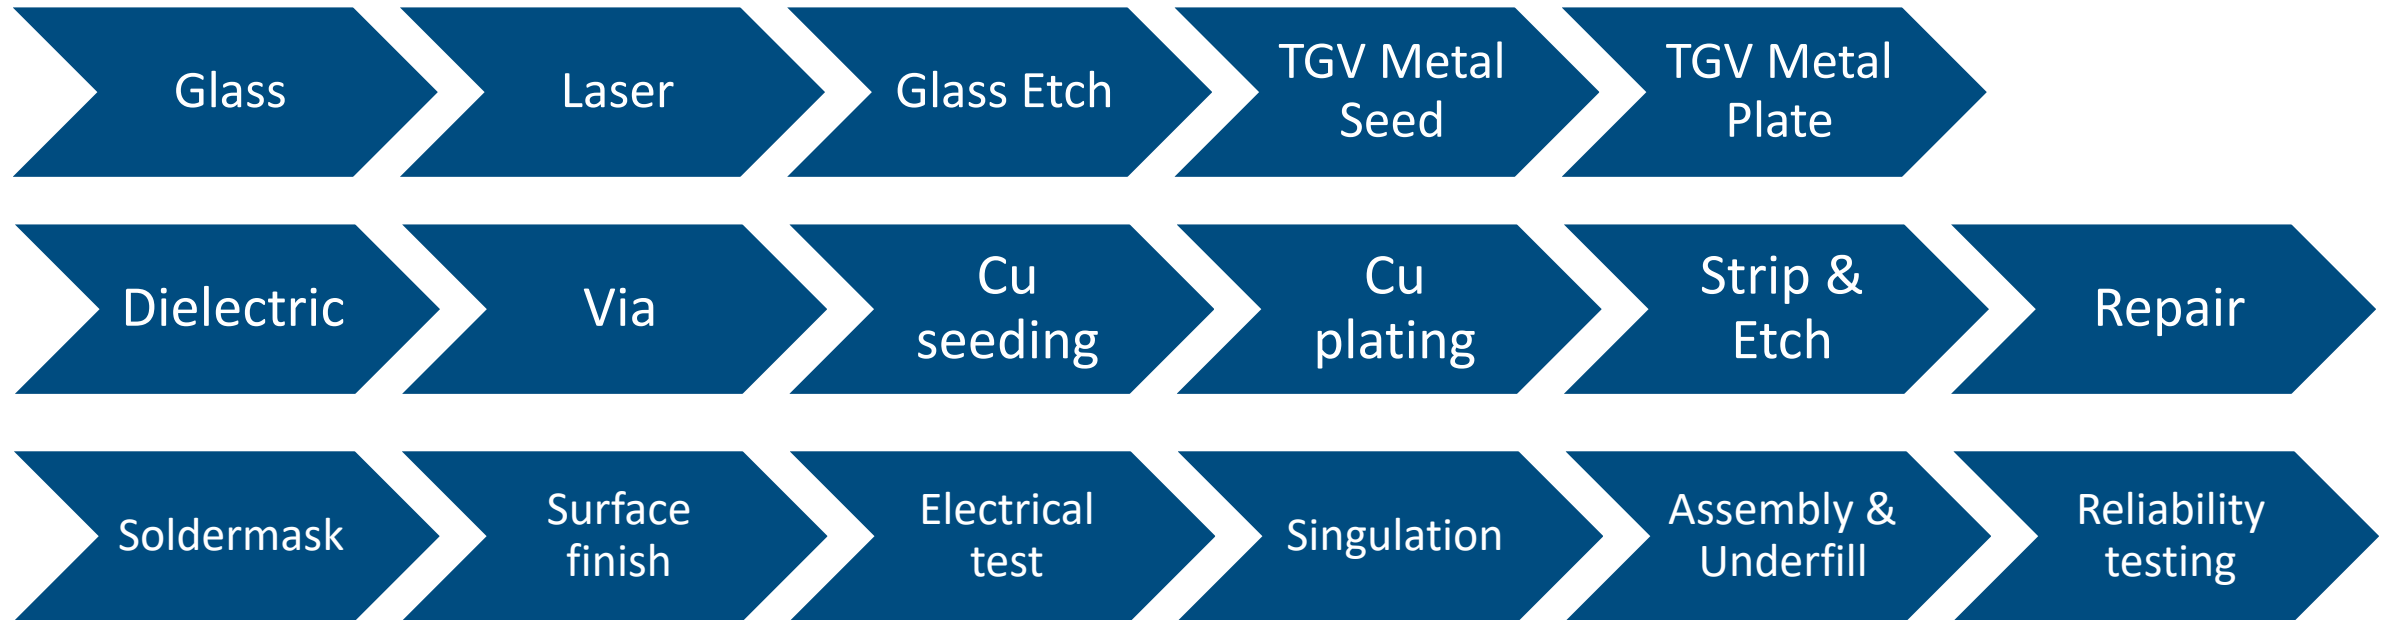 Glass
Laser
Glass Etch
TGV Metal
Seed
TGV Metal
Plate
Dielectric
Via
Cu
seeding
Cu
plating
Strip &
Etch
Repair
Soldermask
Surface
finish
Electrical
test
Singulation
Assembly &
Underfill
Reliability
testing